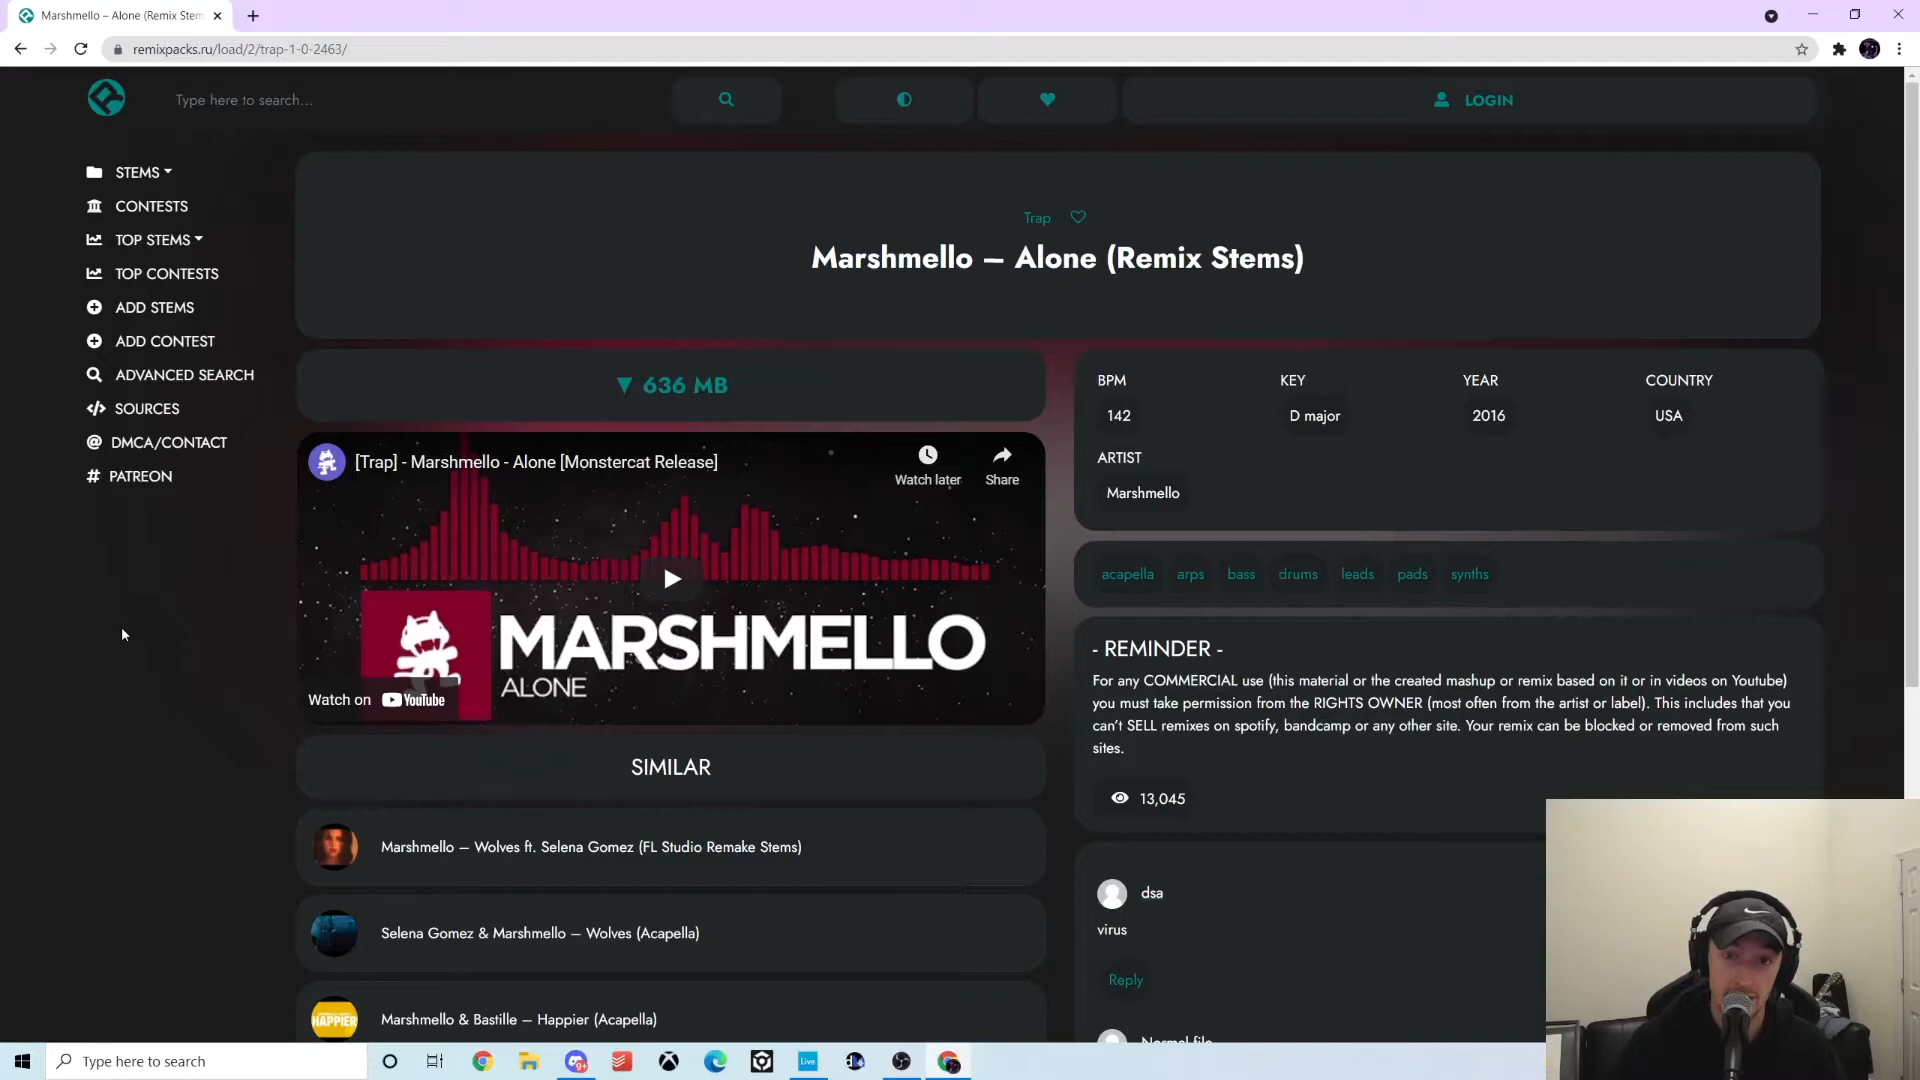 Marshmello – Alone (Remix Stem
remixpacks.ru/load/2/trap-1-0-2463/
Type here to search...
LOGIN
STEMS
CONTESTS
TOP STEMS
TOP CONTESTS
ADD STEMS
ADD CONTEST
ADVANCED SEARCH
SOURCES
DMCA/CONTACT
PATREON
Trap
Marshmello – Alone (Remix Stems)
▼ 636 MB
[Trap] - Marshmello - Alone [Monstercat Release]
Watch later
Share
MARSHMELLO
ALONE
Watch on YouTube
SIMILAR
Marshmello – Wolves ft. Selena Gomez (FL Studio Remake Stems)
Selena Gomez & Marshmello – Wolves (Acapella)
HAPPIER
Marshmello & Bastille – Happier (Acapella)
BPM KEY YEAR COUNTRY
142 D major 2016 USA
ARTIST
Marshmello
acapella arps bass drums leads pads synths
- REMINDER -
For any COMMERCIAL use (this material or the created mashup or remix based on it or in videos on Youtube)
you must take permission from the RIGHTS OWNER (most often from the artist or label). This includes that you
can't SELL remixes on spotify, bandcamp or any other site. Your remix can be blocked or removed from such
sites.
13,045
dsa
virus
Reply
Normal file
Type here to search
9+
Live